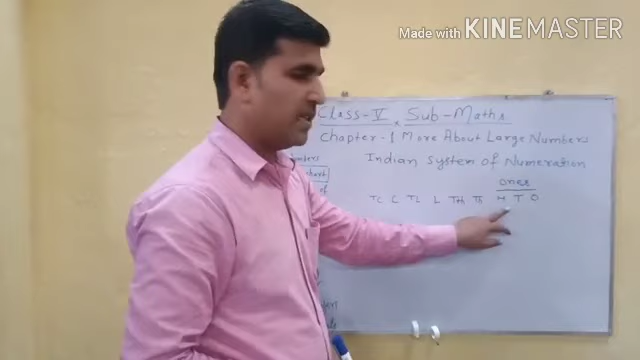 Made with KINEMASTER
Class-V, Sub-Maths
Chapter-1 More About Large Numbers
Indian System of Numeration
Ones
TC C TL L TTh Th H T O